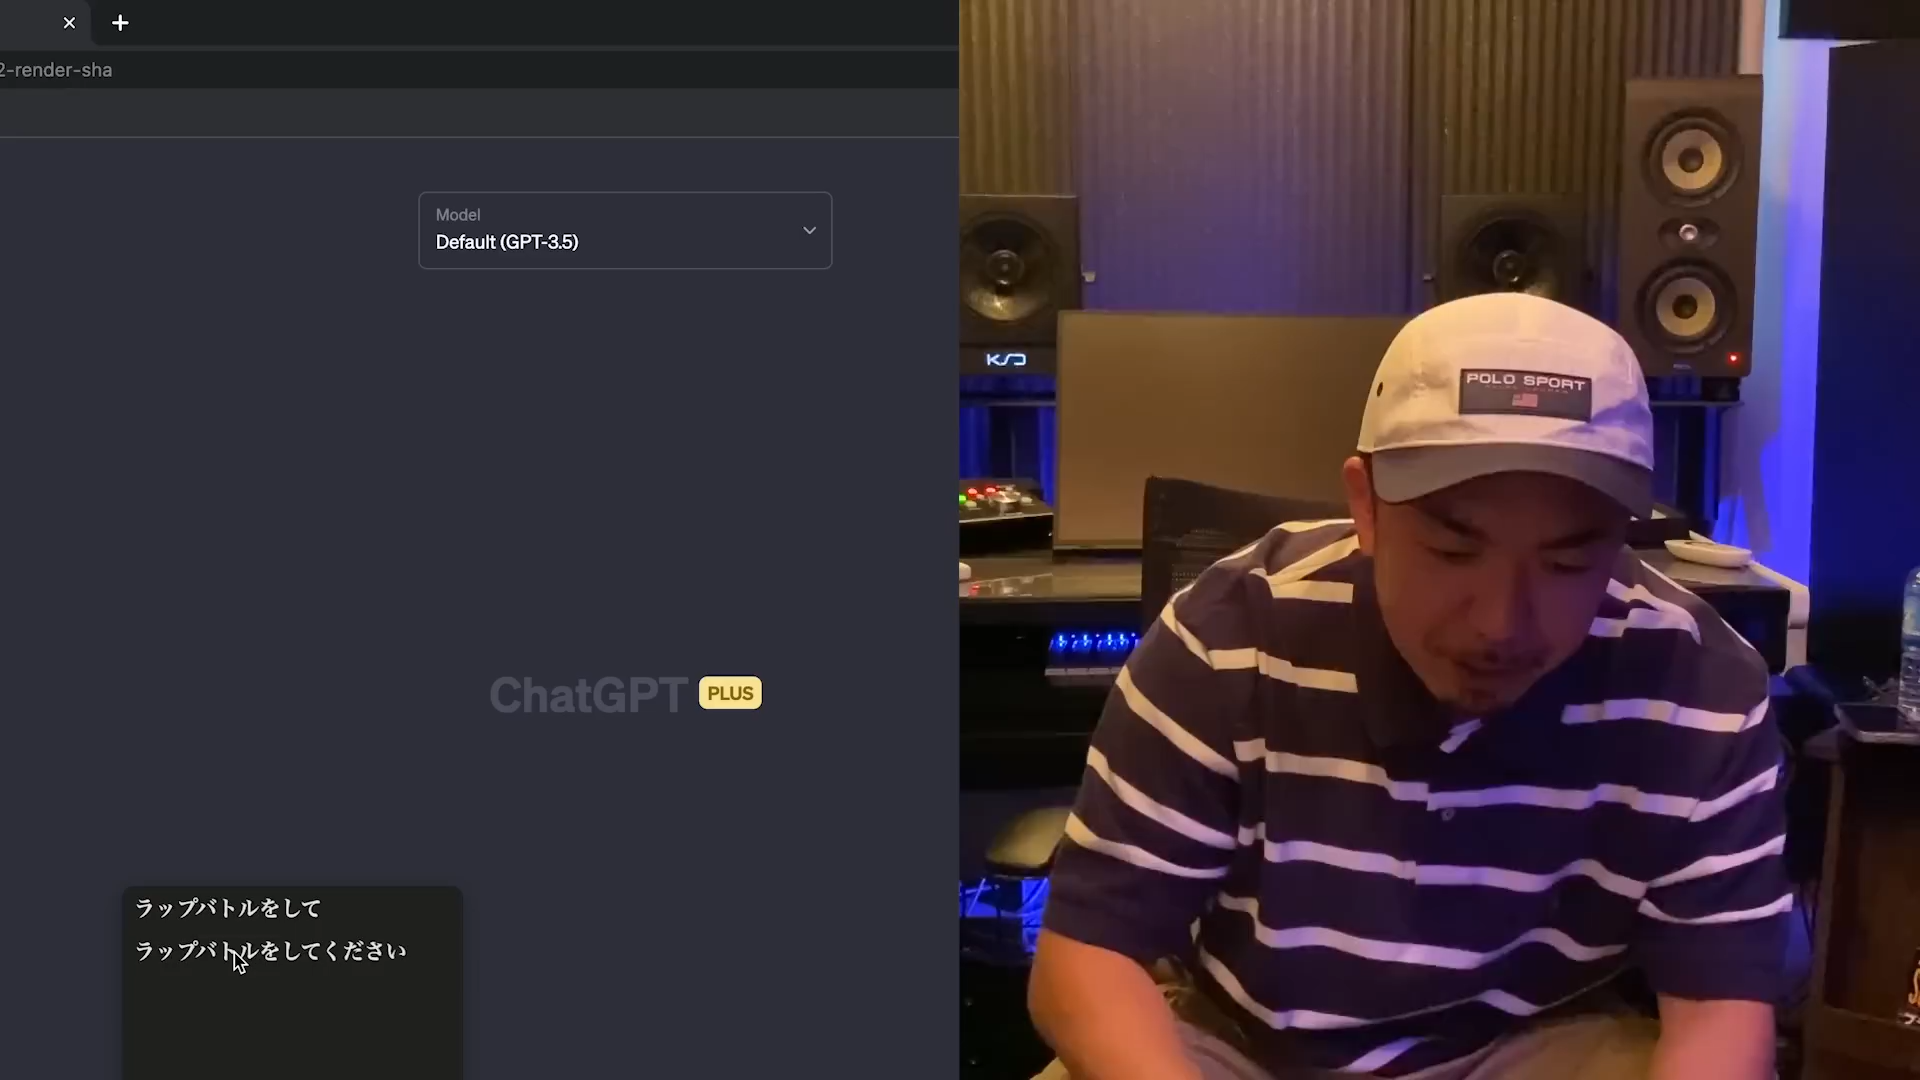 2-render-sha
Model
Default (GPT-3.5)
ChatGPT PLUS
ラップバトルをして
ラップバトルをしてください
KSD
POLO SPORT